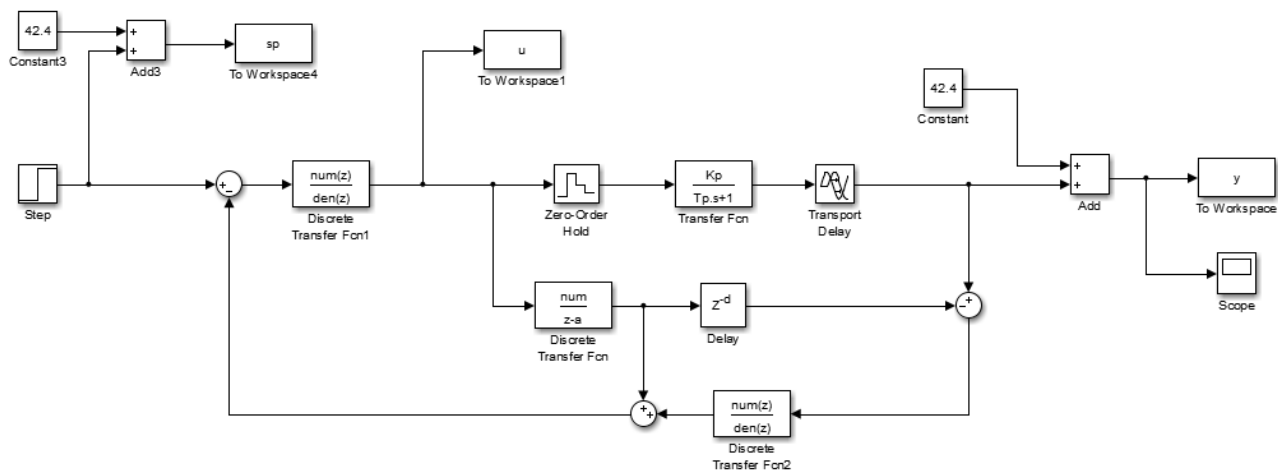 42.4
Constant3
+
+
Add3
sp
To Workspace4
u
To Workspace1
42.4
Constant
Step
+
−
num(z)
den(z)
Discrete
Transfer Fcn1
Zero-Order
Hold
Kp
Tp.s+1
Transfer Fcn
Transport
Delay
+
+
Add
y
To Workspace
Scope
num
z-a
Discrete
Transfer Fcn
Z-d
Delay
−
+
+
+
num(z)
den(z)
Discrete
Transfer Fcn2